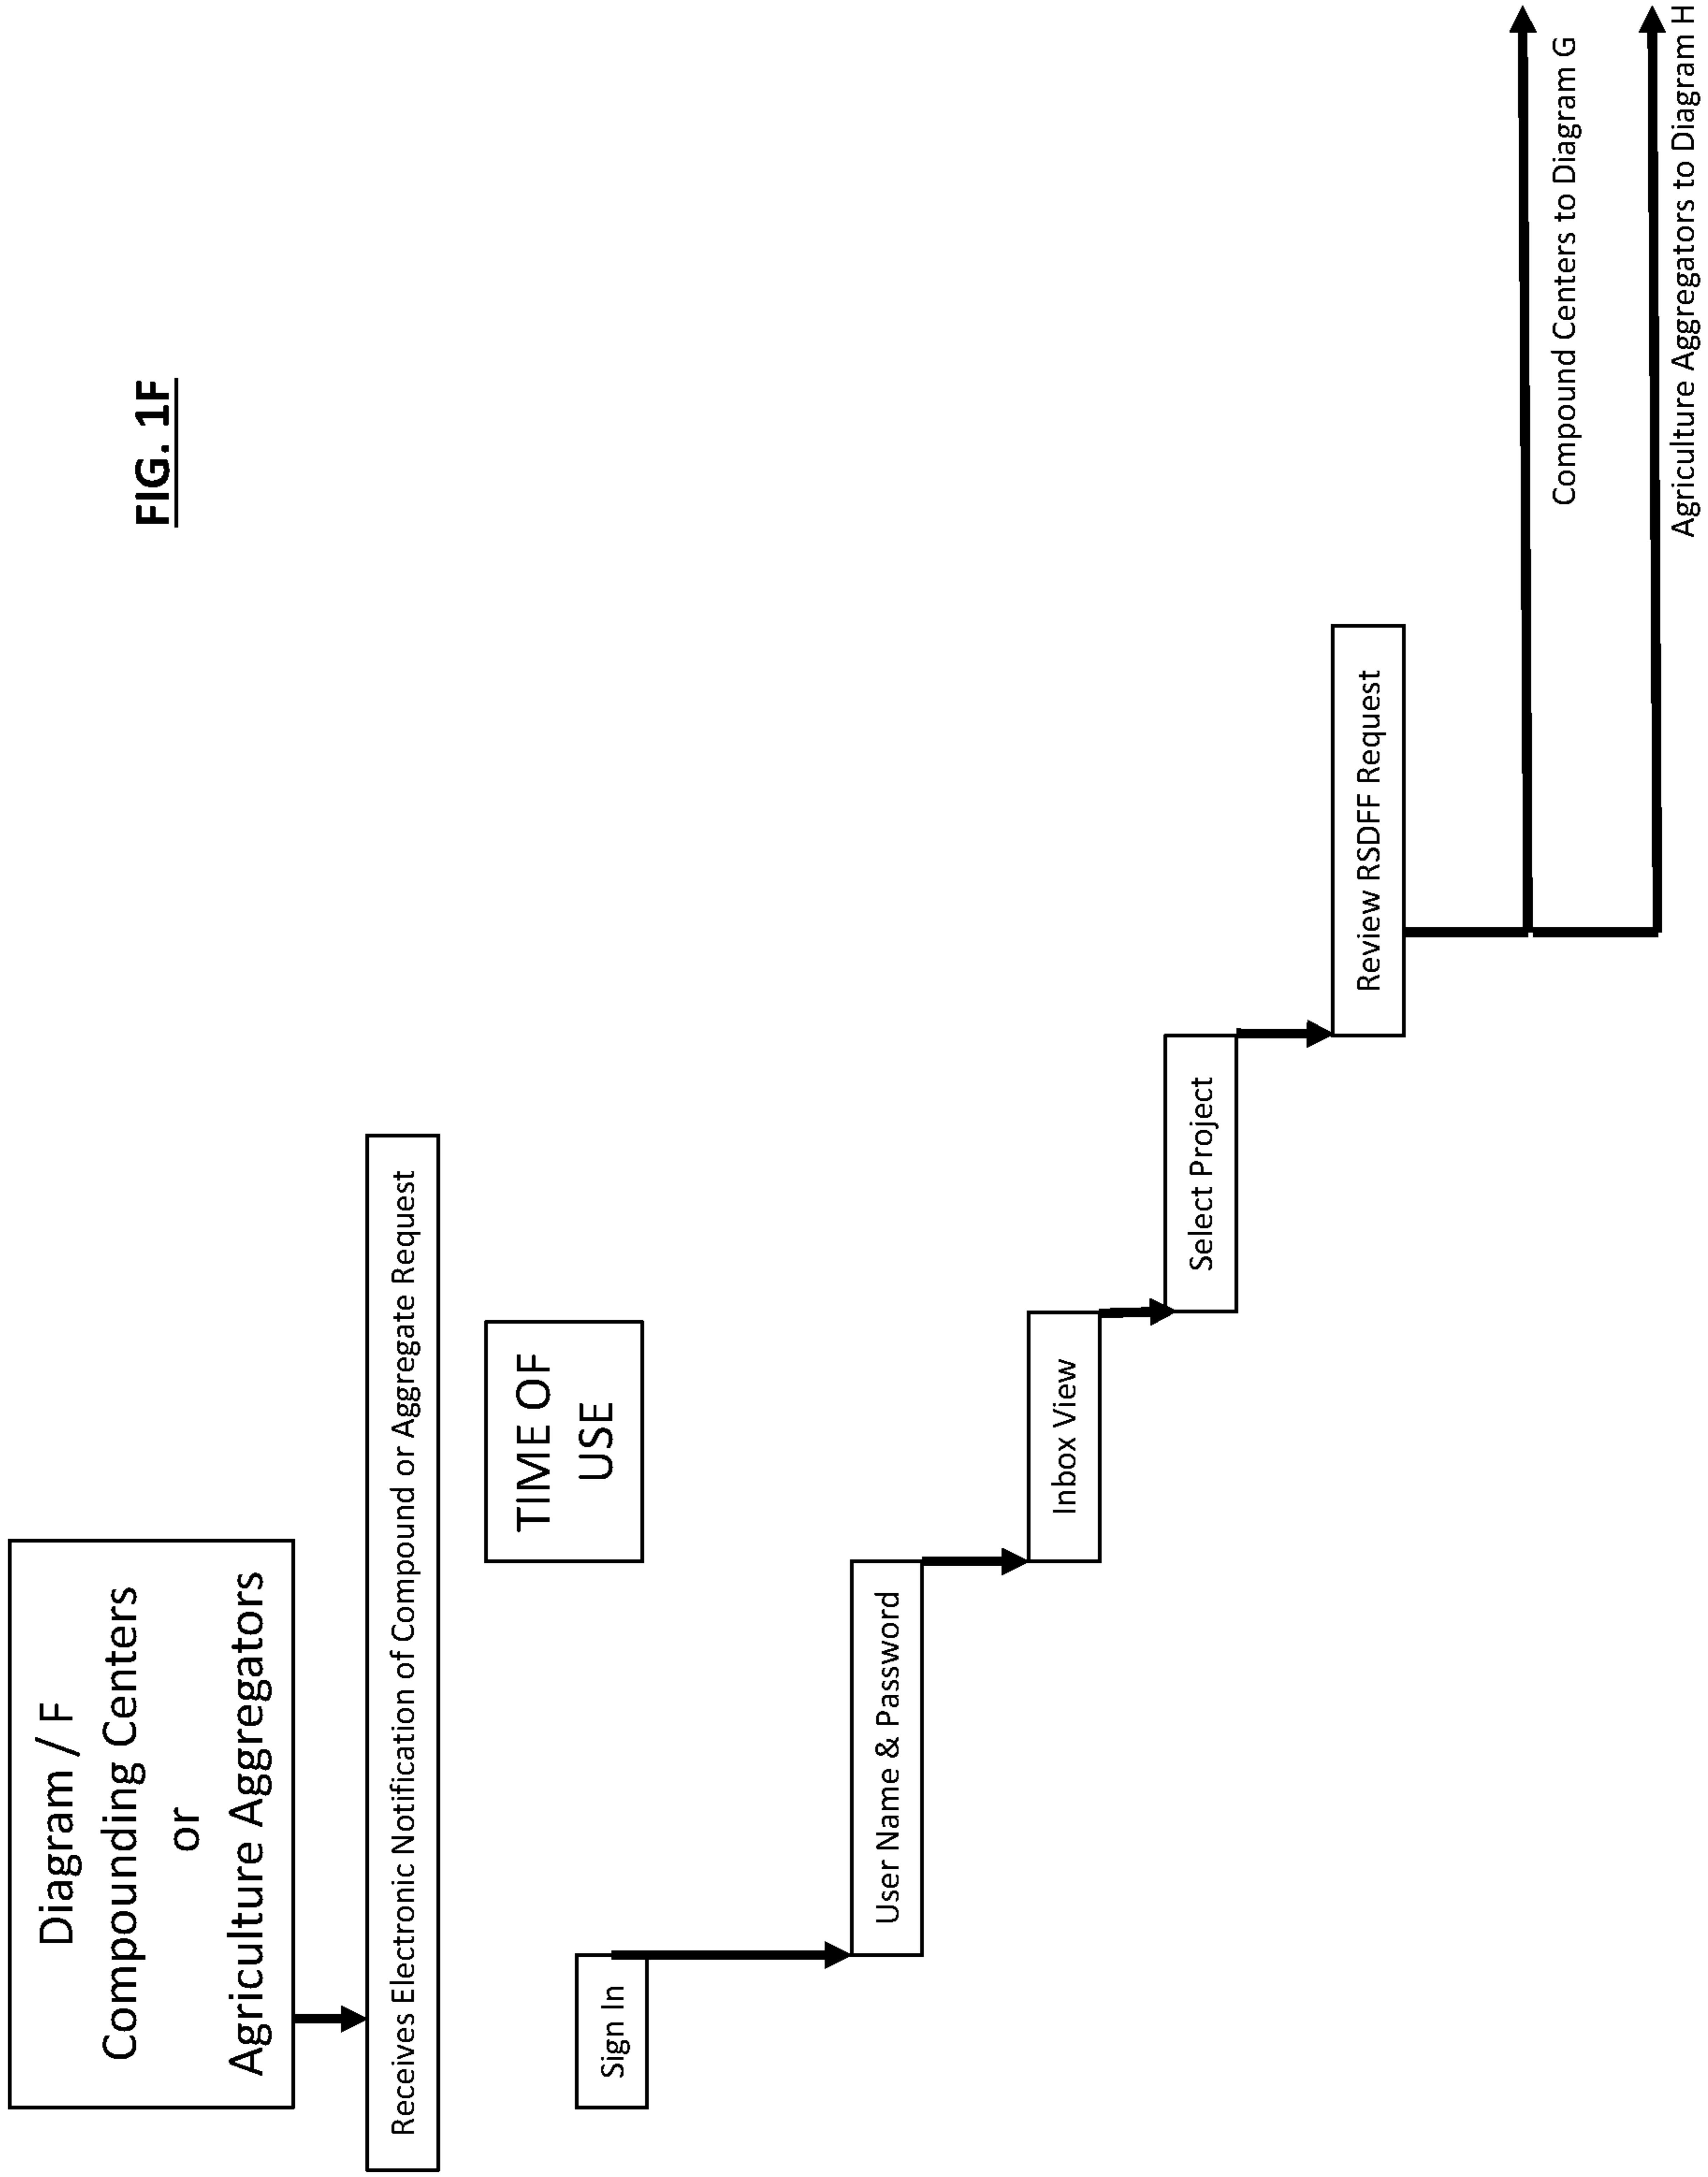 FIG. 1F
Diagram / F
Compounding Centers
or
Agriculture Aggregators
Receives Electronic Notification of Compound or Aggregate Request
TIME OF
USE
Sign In
User Name & Password
Inbox View
Select Project
Review RSDFF Request
Compound Centers to Diagram G
Agriculture Aggregators to Diagram H